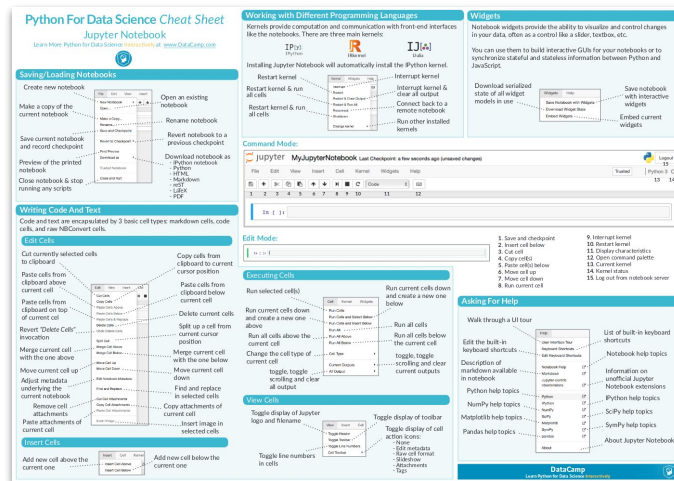 Python For Data Science Cheat Sheet
Jupyter Notebook
Learn More Python for Data Science Interactively at www.DataCamp.com
Saving/Loading Notebooks
Create new notebook
Make a copy of the
current notebook
Save current notebook
and record checkpoint
Preview of the printed
notebook
Close notebook & stop
running any scripts
Open an existing
notebook
Rename notebook
Revert notebook to a
previous checkpoint
Download notebook as
- IPython notebook
- Python
- HTML
- Markdown
- reST
- LaTeX
- PDF
Writing Code And Text
Code and text are encapsulated by 3 basic cell types: markdown cells, code
cells, and raw NBConvert cells.
Edit Cells
Cut currently selected cells
to clipboard
Paste cells from
clipboard above
current cell
Paste cells from
clipboard on top
of current cel
Revert "Delete Cells"
invocation
Merge current cell
with the one above
Move current cell up
Adjust metadata
underlying the
current notebook
Remove cell
attachments
Paste attachments of
current cell
Copy cells from
clipboard to current
cursor position
Paste cells from
clipboard below
current cell
Delete current cells
Split up a cell from
current cursor
position
Merge current cell
with the one below
Move current cell
down
Find and replace
in selected cells
Copy attachments of
current cell
Insert image in
selected cells
Insert Cells
Add new cell above the
current one
Add new cell below the
current one
Working with Different Programming Languages
Kernels provide computation and communication with front-end interfaces
like the notebooks. There are three main kernels:
IP[y]:
IPython
R
IRkernel
IJ
IJulia
Installing Jupyter Notebook will automatically install the IPython kernel.
Restart kernel
Restart kernel & run
all cells
Restart kernel & run
all cells
Interrupt kernel
Interrupt kernel &
clear all output
Connect back to a
remote notebook
Run other installed
kernels
Widgets
Notebook widgets provide the ability to visualize and control changes
in your data, often as a control like a slider, textbox, etc.
You can use them to build interactive GUIs for your notebooks or to
synchronize stateful and stateless information between Python and
JavaScript.
Download serialized
state of all widget
models in use
Save notebook
with interactive
widgets
Embed current
widgets
Command Mode:
jupyter MyJupyterNotebook Last Checkpoint: a few seconds ago (unsaved changes)
Logout
15
File Edit View Insert Cell Kernel Widgets Help
Trusted Python 3
13 14
Code
1 2 3 4 5 6 7 8 9 10 11 12
In [ ]:
Edit Mode:
1. Save and checkpoint
2. Insert cell below
3. Cut cell
4. Copy cell(s)
5. Paste cell(s) below
6. Move cell up
7. Move cell down
8. Run current cell
9. Interrupt kernel
10. Restart kernel
11. Display characteristics
12. Open command palette
13. Current kernel
14. Kernel status
15. Log out from notebook server
Executing Cells
Run selected cell(s)
Run current cells down
and create a new one
above
Run all cells above the
current cell
Change the cell type of
current cell
toggle, toggle
scrolling and clear
all output
Run current cells down
and create a new one
below
Run all cells
Run all cells below
the current cell
toggle, toggle
scrolling and clear
current outputs
View Cells
Toggle display of Jupyter
logo and filename
Toggle line numbers
in cells
Toggle display of toolbar
Toggle display of cell
action icons:
- None
- Edit metadata
- Raw cell format
- Slideshow
- Attachments
- Tags
Asking For Help
Walk through a UI tour
Edit the built-in
keyboard shortcuts
Description of
markdown available
in notebook
Python help topics
NumPy help topics
Matplotlib help topics
Pandas help topics
List of built-in keyboard
shortcuts
Notebook help topics
Information on
unofficial Jupyter
Notebook extensions
IPython help topics
SciPy help topics
SymPy help topics
About Jupyter Notebook
DataCamp
Learn Python for Data Science Interactively